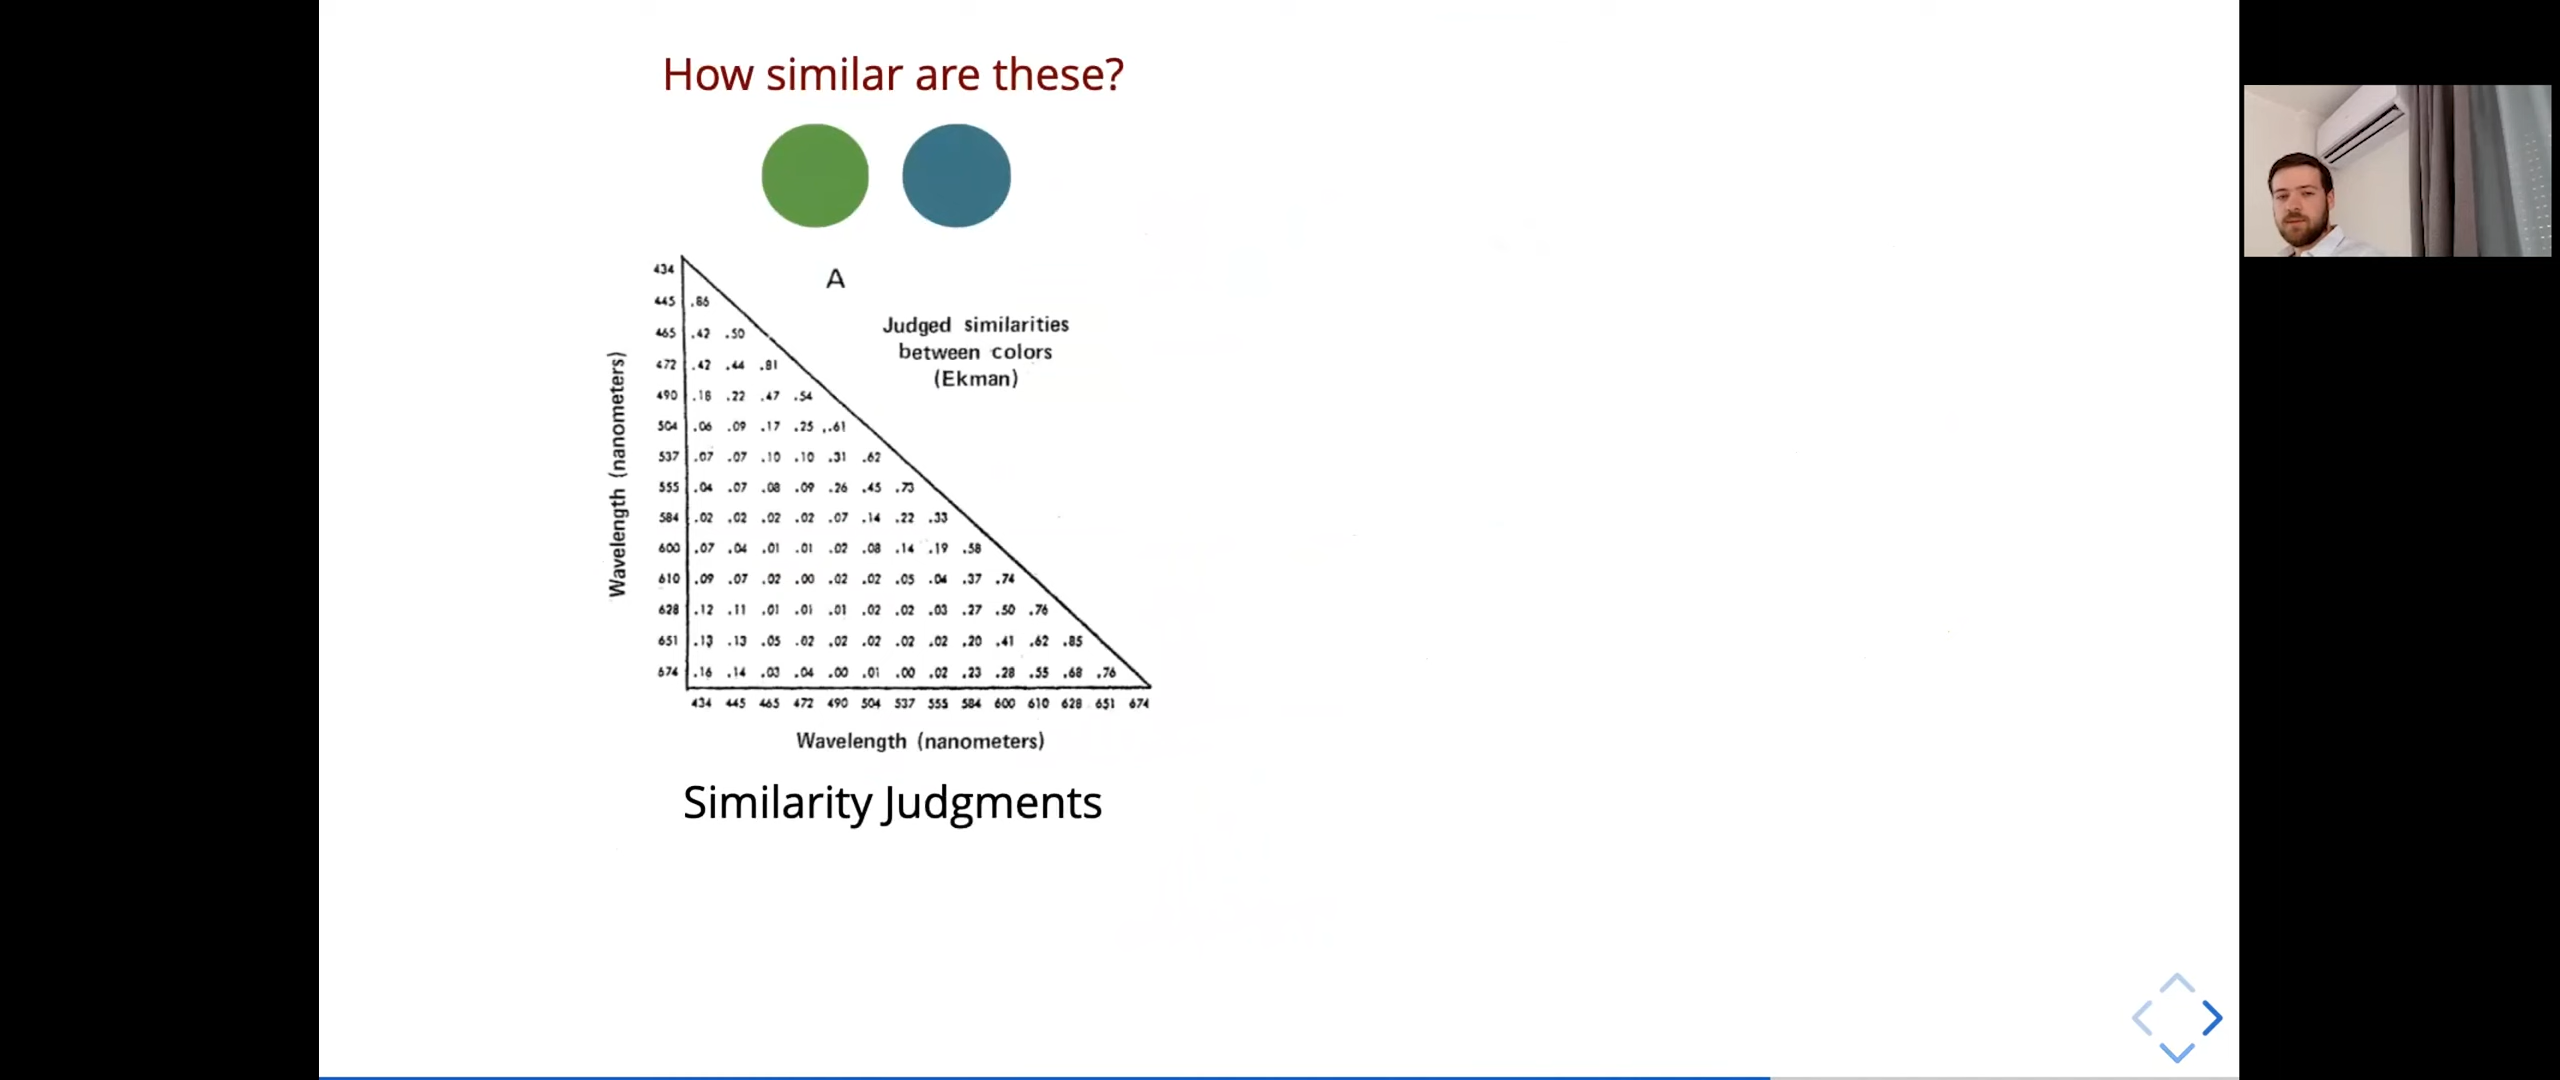 How similar are these?
A
Judged similarities
between colors
(Ekman)
Wavelength (nanometers)
434
445 .86
465 .42 .50
472 .42 .44 .81
490 .18 .22 .47 .54
504 .06 .09 .17 .25 .61
537 .07 .07 .10 .10 .31 .62
555 .04 .07 .08 .09 .26 .45 .73
584 .02 .02 .02 .02 .07 .14 .22 .33
600 .07 .04 .01 .01 .02 .08 .14 .19 .58
610 .09 .07 .02 .00 .02 .02 .05 .04 .37 .74
628 .12 .11 .01 .01 .01 .02 .02 .03 .27 .50 .76
651 .13 .13 .05 .02 .02 .02 .02 .02 .20 .41 .62 .85
674 .16 .14 .03 .04 .00 .01 .00 .02 .23 .28 .55 .68 .76
434 445 465 472 490 504 537 555 584 600 610 628 651 674
Wavelength (nanometers)
Similarity Judgments